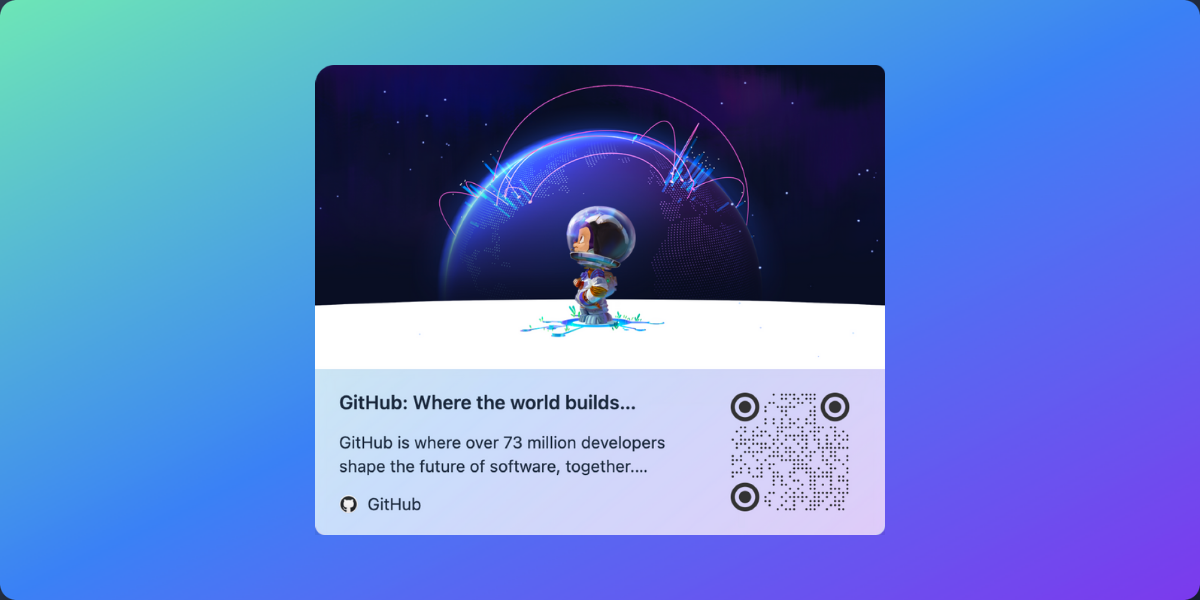 GitHub: Where the world builds...
GitHub is where over 73 million developers
shape the future of software, together....
GitHub